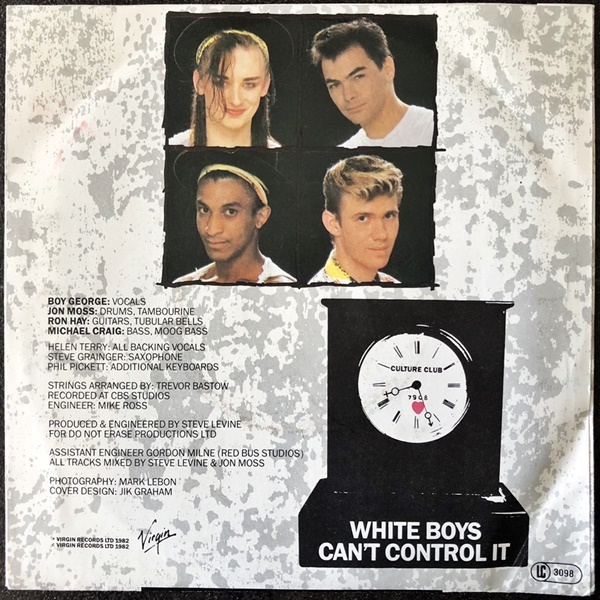 BOY GEORGE: VOCALS
JON MOSS: DRUMS, TAMBOURINE
RON HAY: GUITARS, TUBULAR BELLS
MICHAEL CRAIG: BASS, MOOG BASS
HELEN TERRY: ALL BACKING VOCALS
STEVE GRAINGER: SAXOPHONE
PHIL PICKETT: ADDITIONAL KEYBOARDS
STRINGS ARRANGED BY: TREVOR BASTOW
RECORDED AT CBS STUDIOS
ENGINEER: MIKE ROSS
PRODUCED & ENGINEERED BY STEVE LEVINE
FOR DO NOT ERASE PRODUCTIONS LTD
ASSISTANT ENGINEER GORDON MILNE (RED BUS STUDIOS)
ALL TRACKS MIXED BY STEVE LEVINE & JON MOSS
PHOTOGRAPHY: MARK LEBON
COVER DESIGN: JIK GRAHAM
VIRGIN RECORDS LTD 1982
VIRGIN RECORDS LTD 1982
Virgin
CULTURE CLUB
7908
WHITE BOYS
CAN'T CONTROL IT
LC 3098